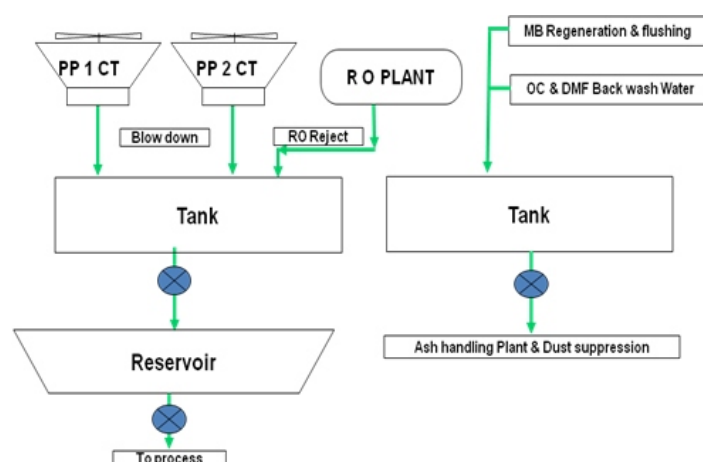 PP 1 CT
PP 2 CT
R O PLANT
MB Regeneration & flushing
OC & DMF Back wash Water
Blow down
RO Reject
Tank
Tank
Reservoir
Ash handling Plant & Dust suppression
To process